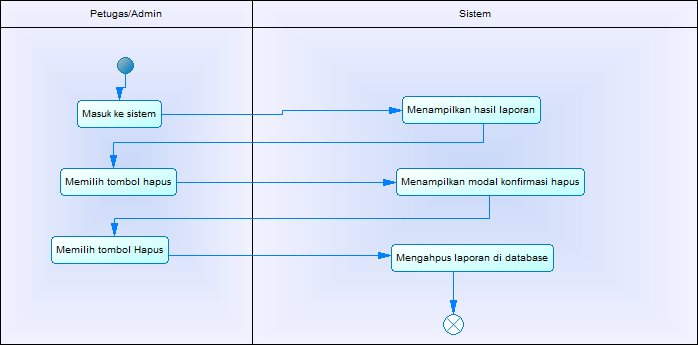 Petugas/Admin
Sistem
Masuk ke sistem
Menampilkan hasil laporan
Memilih tombol hapus
Menampilkan modal konfirmasi hapus
Memilih tombol Hapus
Mengahpus laporan di database